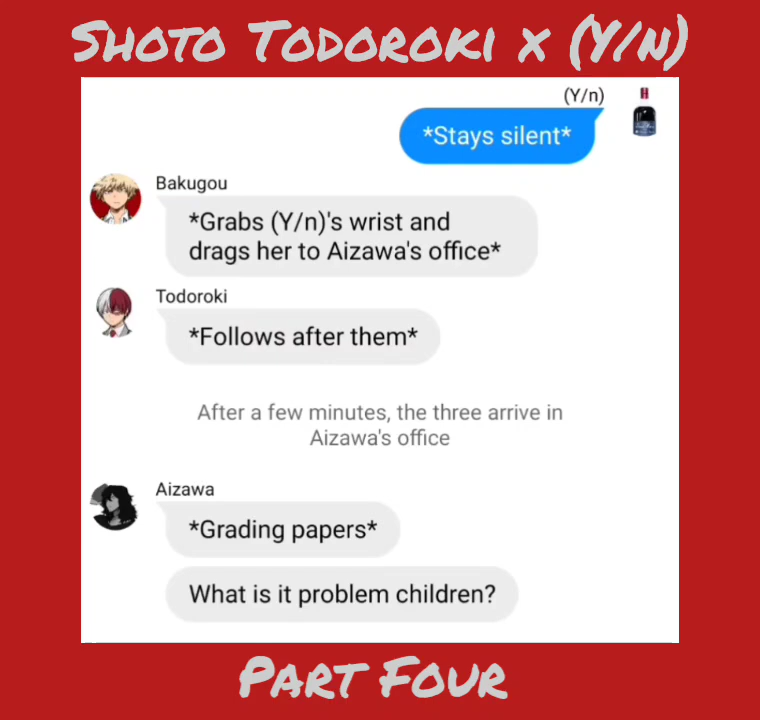 Shoto Todoroki x (Y/n)
(Y/n)
*Stays silent*
Bakugou
*Grabs (Y/n)'s wrist and
drags her to Aizawa's office*
Todoroki
*Follows after them*
After a few minutes, the three arrive in
Aizawa's office
Aizawa
*Grading papers*
What is it problem children?
Part Four